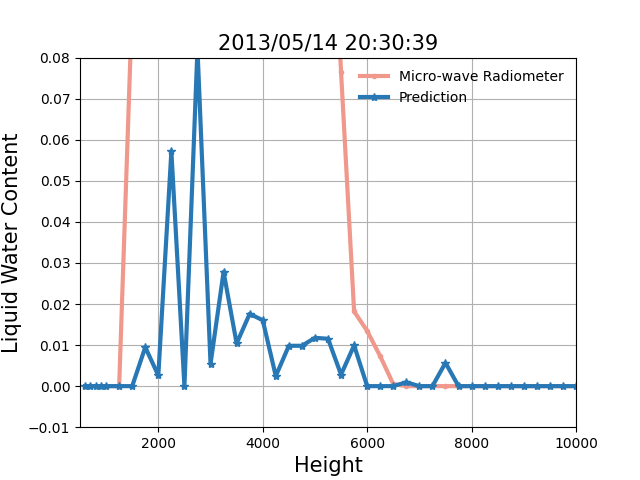 2013/05/14 20:30:39
Micro-wave Radiometer
Prediction
Liquid Water Content
0.08
0.07
0.06
0.05
0.04
0.03
0.02
0.01
0.00
−0.01
2000 4000 6000 8000 10000
Height